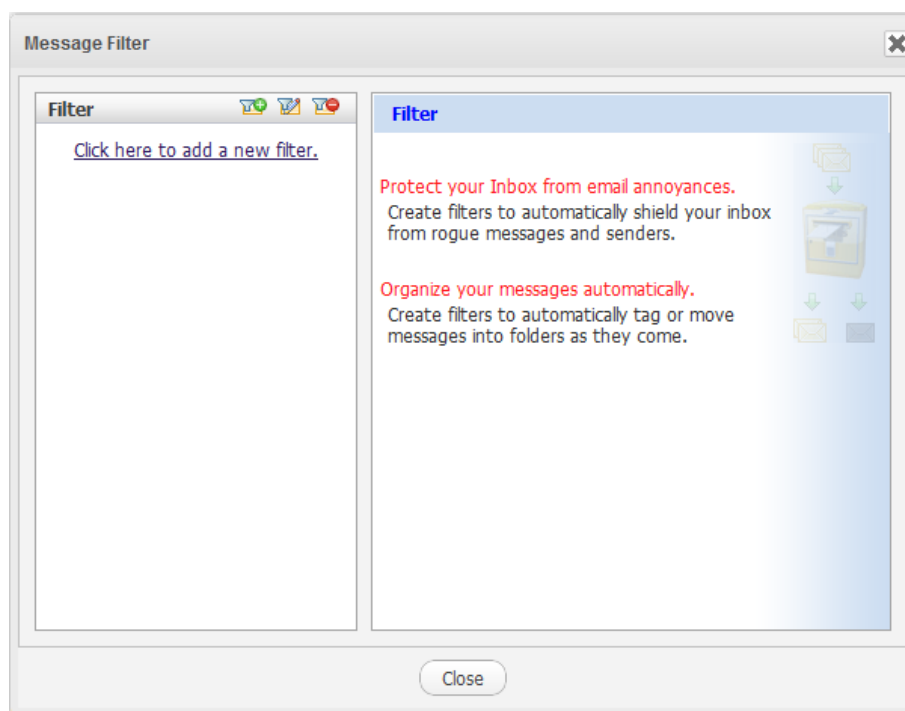 Message Filter
Filter
Click here to add a new filter.
Filter
Protect your Inbox from email annoyances.
Create filters to automatically shield your inbox
from rogue messages and senders.
Organize your messages automatically.
Create filters to automatically tag or move
messages into folders as they come.
Close